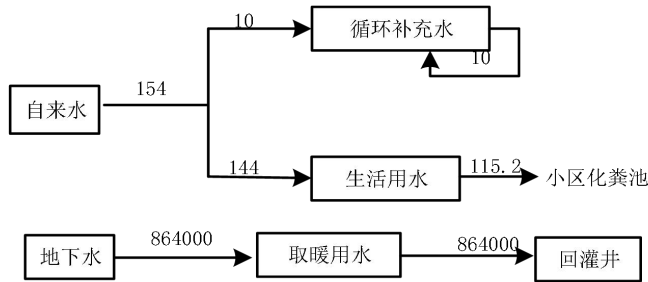 10
循环补充水
10
自来水
154
144
生活用水
115.2
小区化粪池
地下水
864000
取暖用水
864000
回灌井